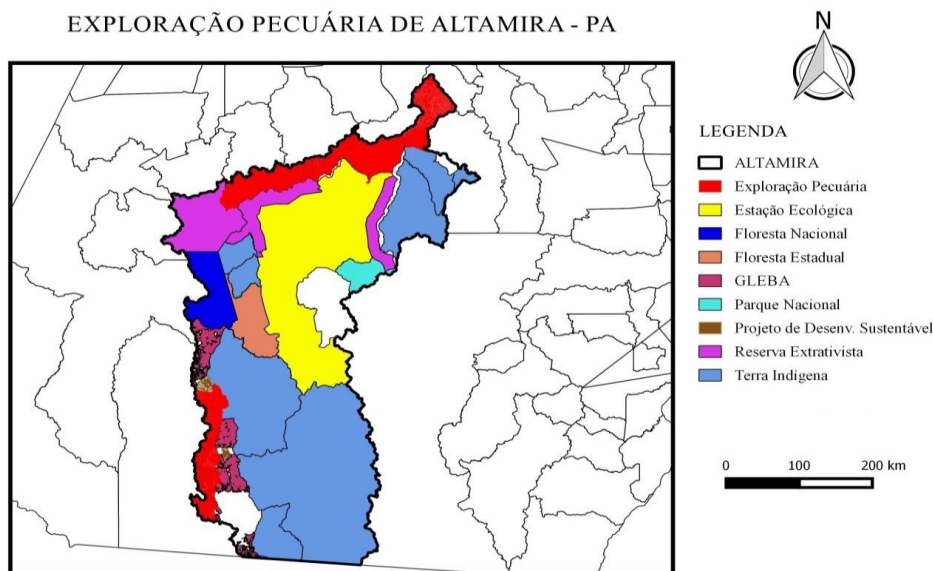 EXPLORAÇÃO PECUÁRIA DE ALTAMIRA - PA
N
LEGENDA
ALTAMIRA
Exploração Pecuária
Estação Ecológica
Floresta Nacional
Floresta Estadual
GLEBA
Parque Nacional
Projeto de Desenv. Sustentável
Reserva Extrativista
Terra Indígena
0 100 200 km